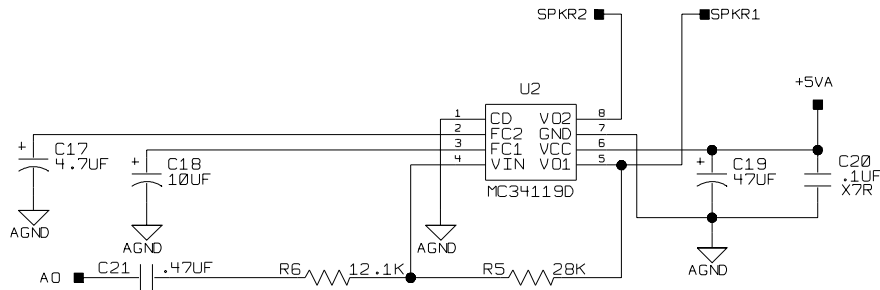 SPKR2
SPKR1
+5VA
U2
1 CD VO2 8
2 FC2 GND 7
3 FC1 VCC 6
4 VIN VO1 5
MC34119D
+ C17
4.7UF
+ C18
10UF
+ C19
47UF
C20
.1UF
X7R
AGND
AGND
AGND
AGND
AO
C21 .47UF
R6 12.1K
R5 28K